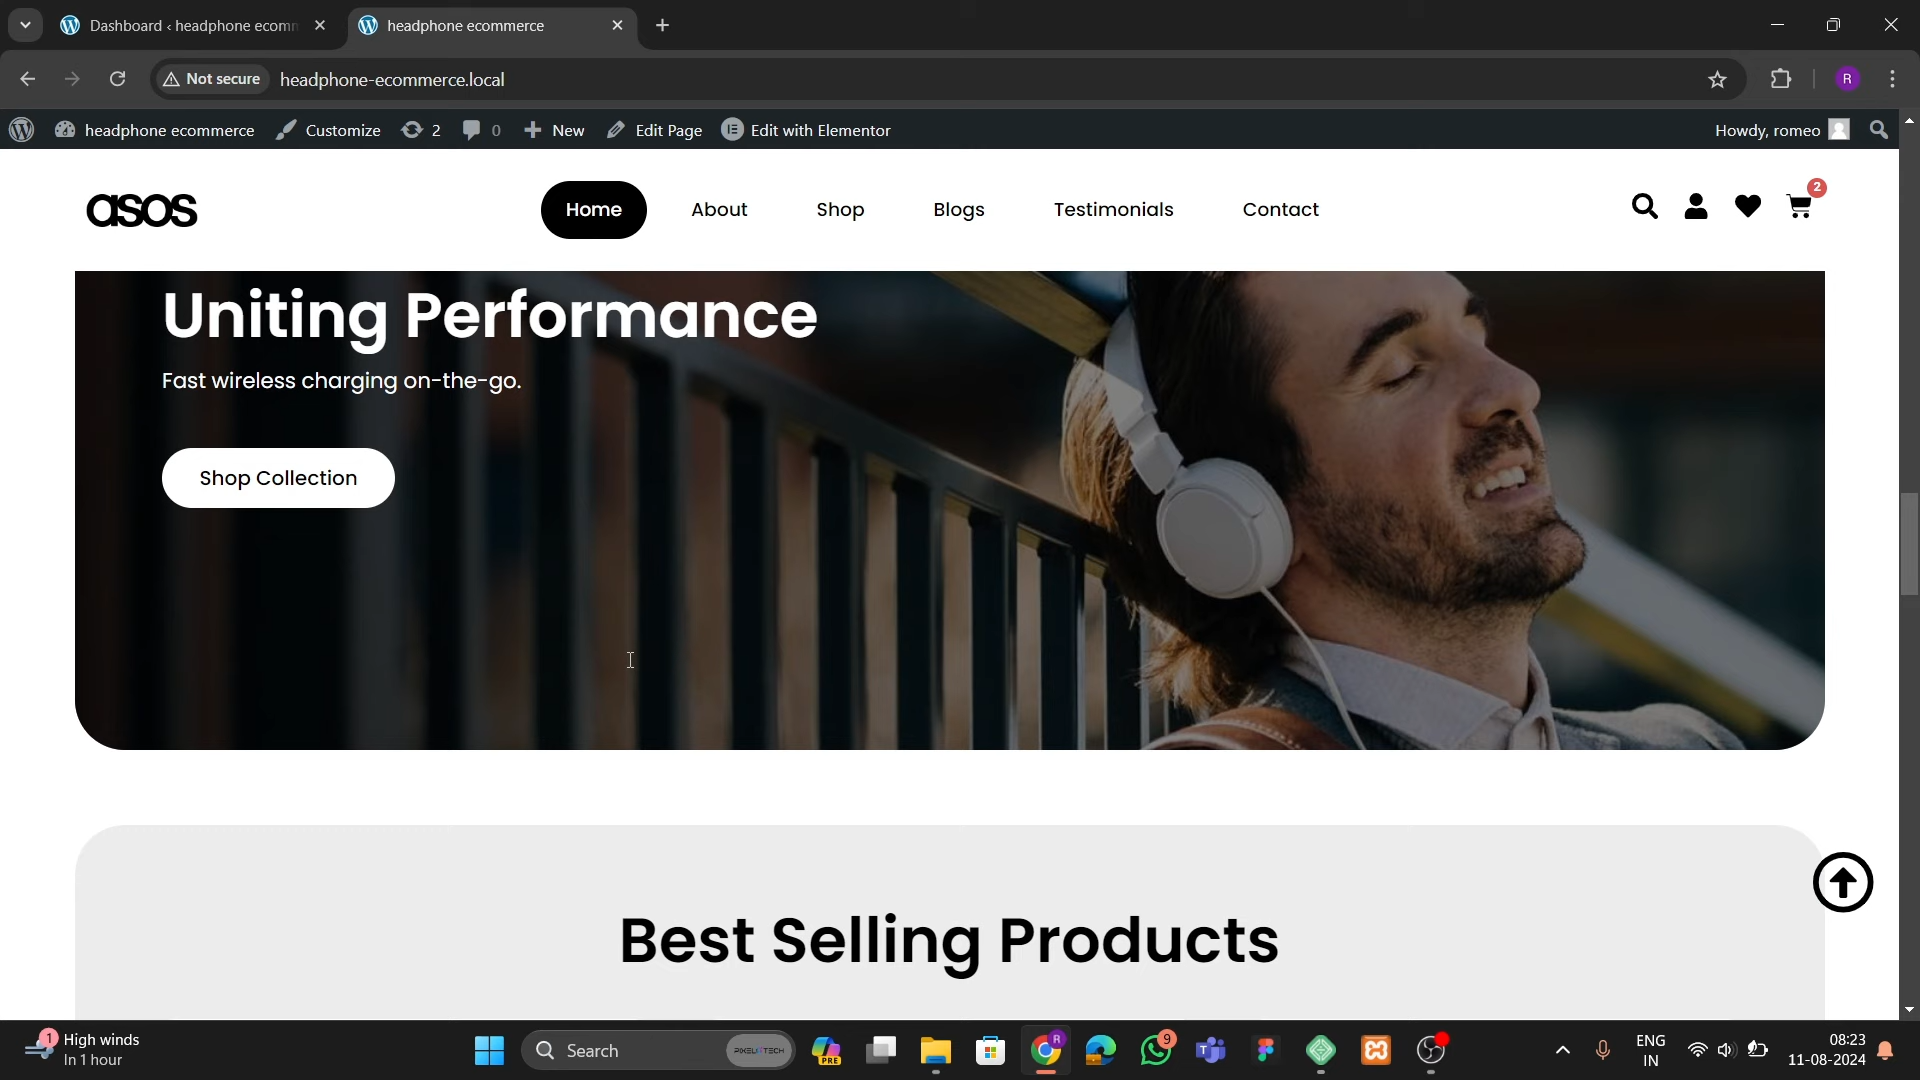 Dashboard ‹ headphone ecomm
headphone ecommerce
Not secure
headphone-ecommerce.local
R
headphone ecommerce
Customize
2
0
New
Edit Page
Edit with Elementor
Howdy, romeo
asos
Home
About
Shop
Blogs
Testimonials
Contact
2
Uniting Performance
Fast wireless charging on-the-go.
Shop Collection
Best Selling Products
1
High winds
In 1 hour
Search
PRE
R
9
ENG
IN
08:23
11-08-2024